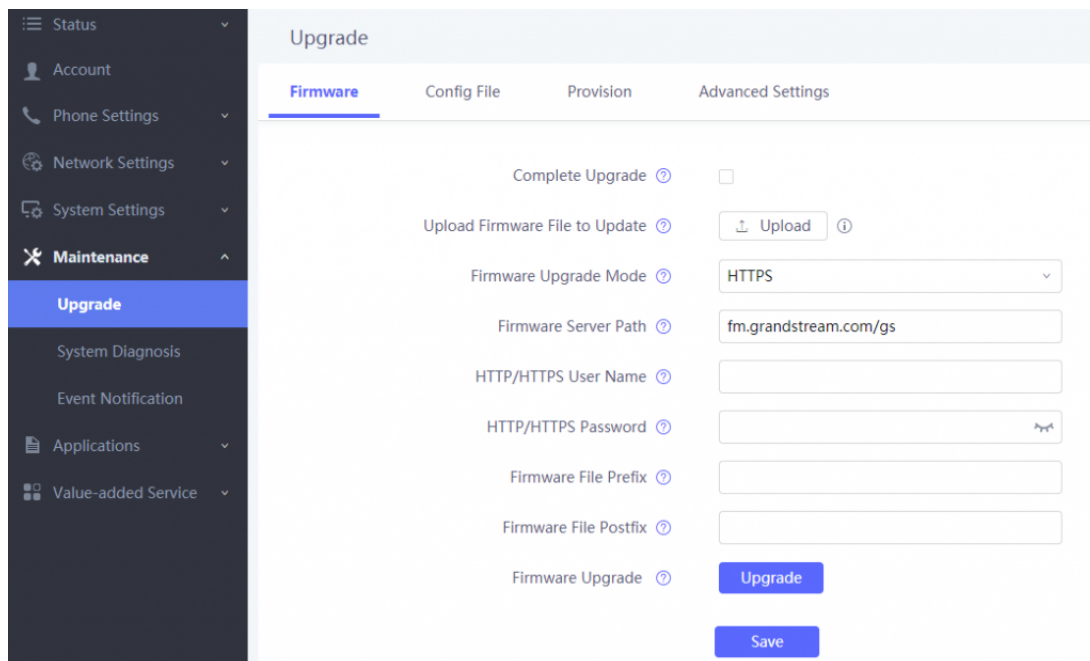 Status
Account
Phone Settings
Network Settings
System Settings
Maintenance
Upgrade
System Diagnosis
Event Notification
Applications
Value-added Service
Upgrade
Firmware Config File Provision Advanced Settings
Complete Upgrade
Upload Firmware File to Update Upload
Firmware Upgrade Mode HTTPS
Firmware Server Path fm.grandstream.com/gs
HTTP/HTTPS User Name
HTTP/HTTPS Password
Firmware File Prefix
Firmware File Postfix
Firmware Upgrade Upgrade
Save